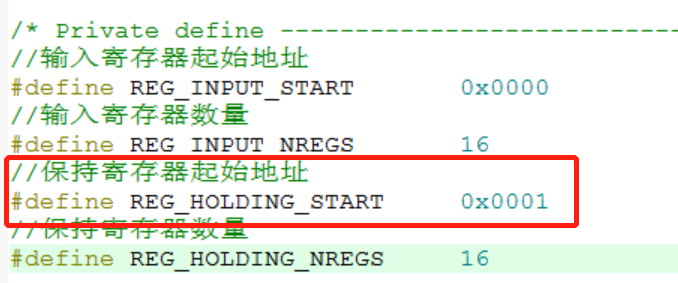 /* Private define ----------------------------
//输入寄存器起始地址
#define REG_INPUT_START 0x0000
//输入寄存器数量
#define REG_INPUT_NREGS 16
//保持寄存器起始地址
#define REG_HOLDING_START 0x0001
//保持寄存器数量
#define REG_HOLDING_NREGS 16